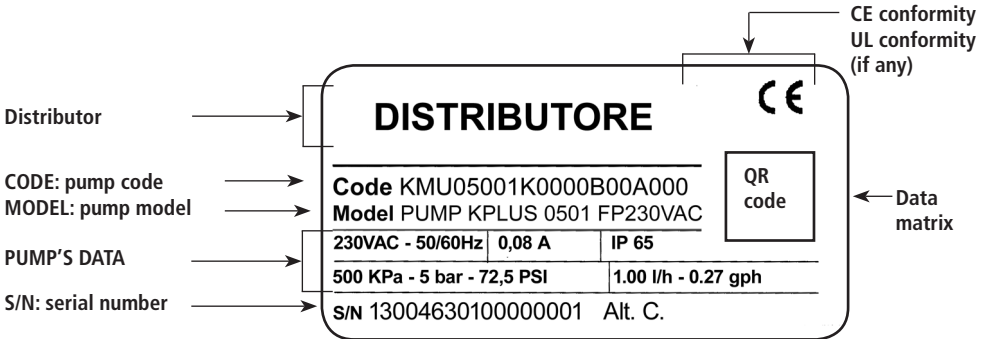 CE conformity
UL conformity
(if any)
Distributor
DISTRIBUTORE
CE
CODE: pump code
MODEL: pump model
Code KMU05001K0000B00A000
Model PUMP KPLUS 0501 FP230VAC
QR
code
Data
matrix
PUMP'S DATA
230VAC - 50/60Hz 0,08 A IP 65
500 KPa - 5 bar - 72,5 PSI 1.00 l/h - 0.27 gph
S/N: serial number
S/N 13004630100000001 Alt. C.